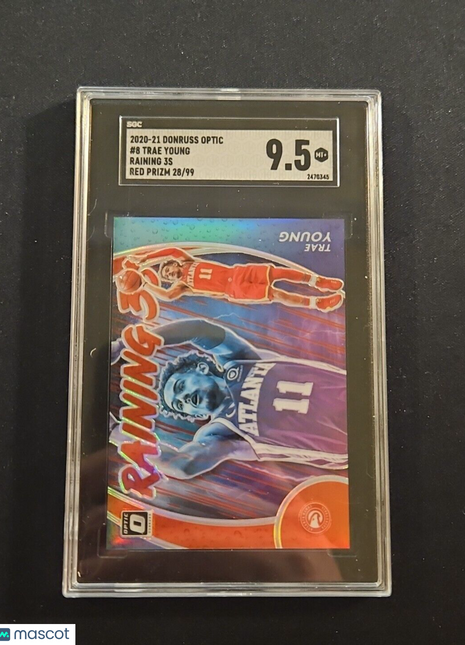 SGC
2020-21 DONRUSS OPTIC
#8 TRAE YOUNG
RAINING 3S
RED PRIZM 28/99
9.5
MT+
2470345
TRAE
YOUNG
RAINING 3s
11
ATLANTA
11
OPTIC
mascot